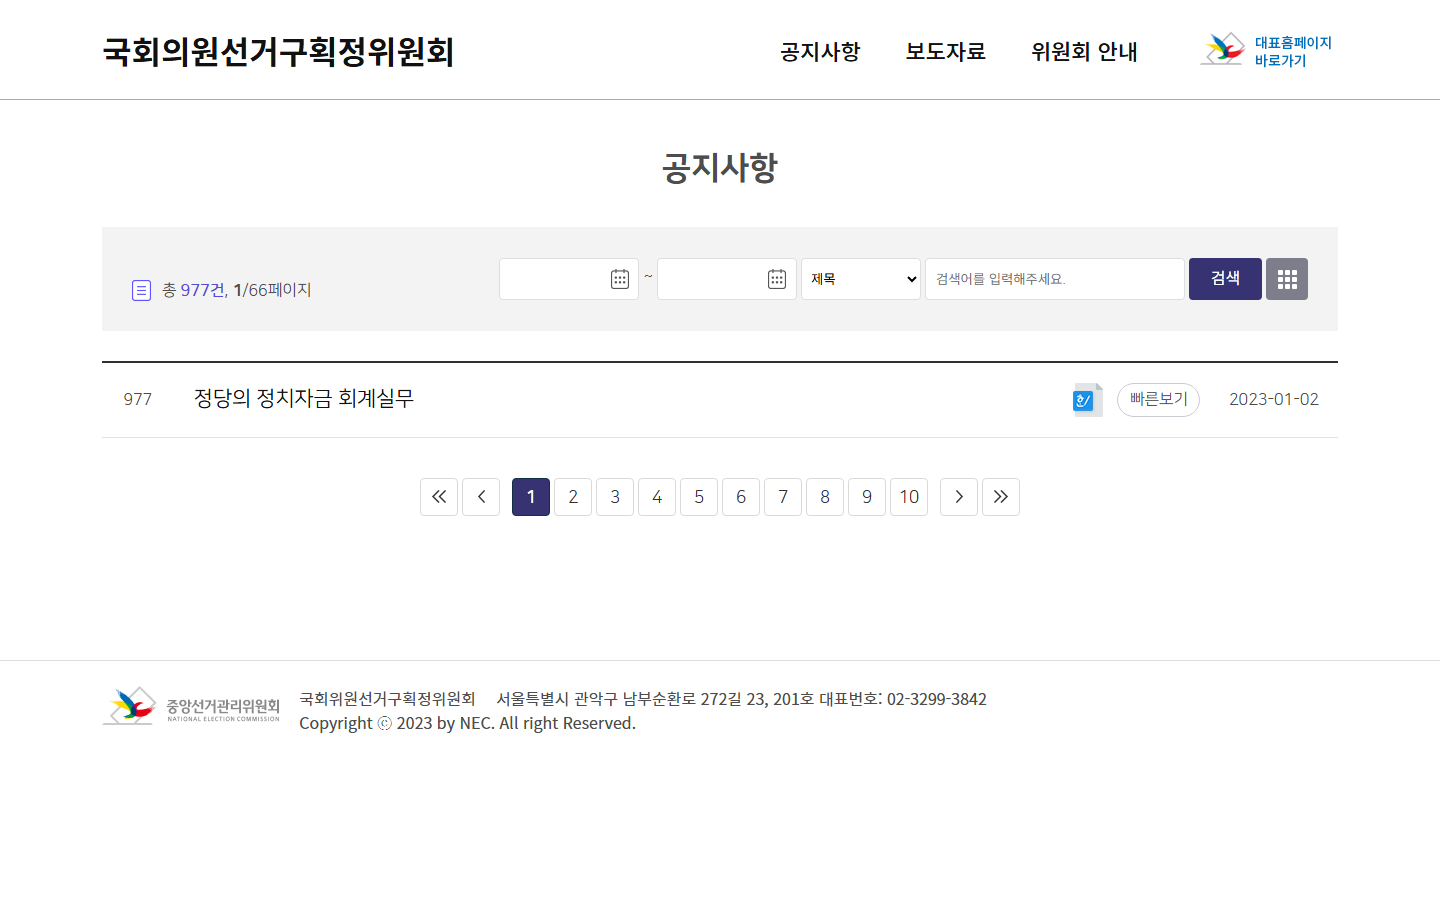 국회의원선거구획정위원회
공지사항 보도자료 위원회 안내
대표홈페이지
바로가기
공지사항
총 977건, 1/66페이지
~
제목
검색어를 입력해주세요.
검색
977 정당의 정치자금 회계실무 빠른보기 2023-01-02
1 2 3 4 5 6 7 8 9 10
중앙선거관리위원회
NATIONAL ELECTION COMMISSION
국회위원선거구획정위원회 서울특별시 관악구 남부순환로 272길 23, 201호 대표번호: 02-3299-3842
Copyright ⓒ 2023 by NEC. All right Reserved.